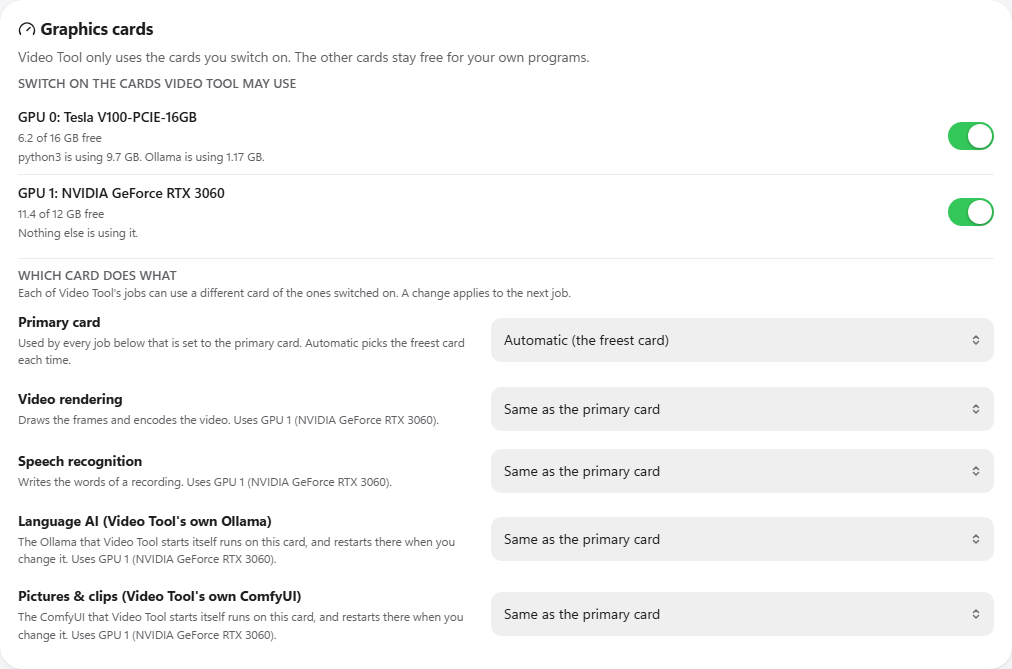 Graphics cards
Video Tool only uses the cards you switch on. The other cards stay free for your own programs.
SWITCH ON THE CARDS VIDEO TOOL MAY USE
GPU 0: Tesla V100-PCIE-16GB
6.2 of 16 GB free
python3 is using 9.7 GB. Ollama is using 1.17 GB.
GPU 1: NVIDIA GeForce RTX 3060
11.4 of 12 GB free
Nothing else is using it.
WHICH CARD DOES WHAT
Each of Video Tool's jobs can use a different card of the ones switched on. A change applies to the next job.
Primary card
Used by every job below that is set to the primary card. Automatic picks the freest card
each time.
Automatic (the freest card)
Video rendering
Draws the frames and encodes the video. Uses GPU 1 (NVIDIA GeForce RTX 3060).
Same as the primary card
Speech recognition
Writes the words of a recording. Uses GPU 1 (NVIDIA GeForce RTX 3060).
Same as the primary card
Language AI (Video Tool's own Ollama)
The Ollama that Video Tool starts itself runs on this card, and restarts there when you
change it. Uses GPU 1 (NVIDIA GeForce RTX 3060).
Same as the primary card
Pictures & clips (Video Tool's own ComfyUI)
The ComfyUI that Video Tool starts itself runs on this card, and restarts there when you
change it. Uses GPU 1 (NVIDIA GeForce RTX 3060).
Same as the primary card